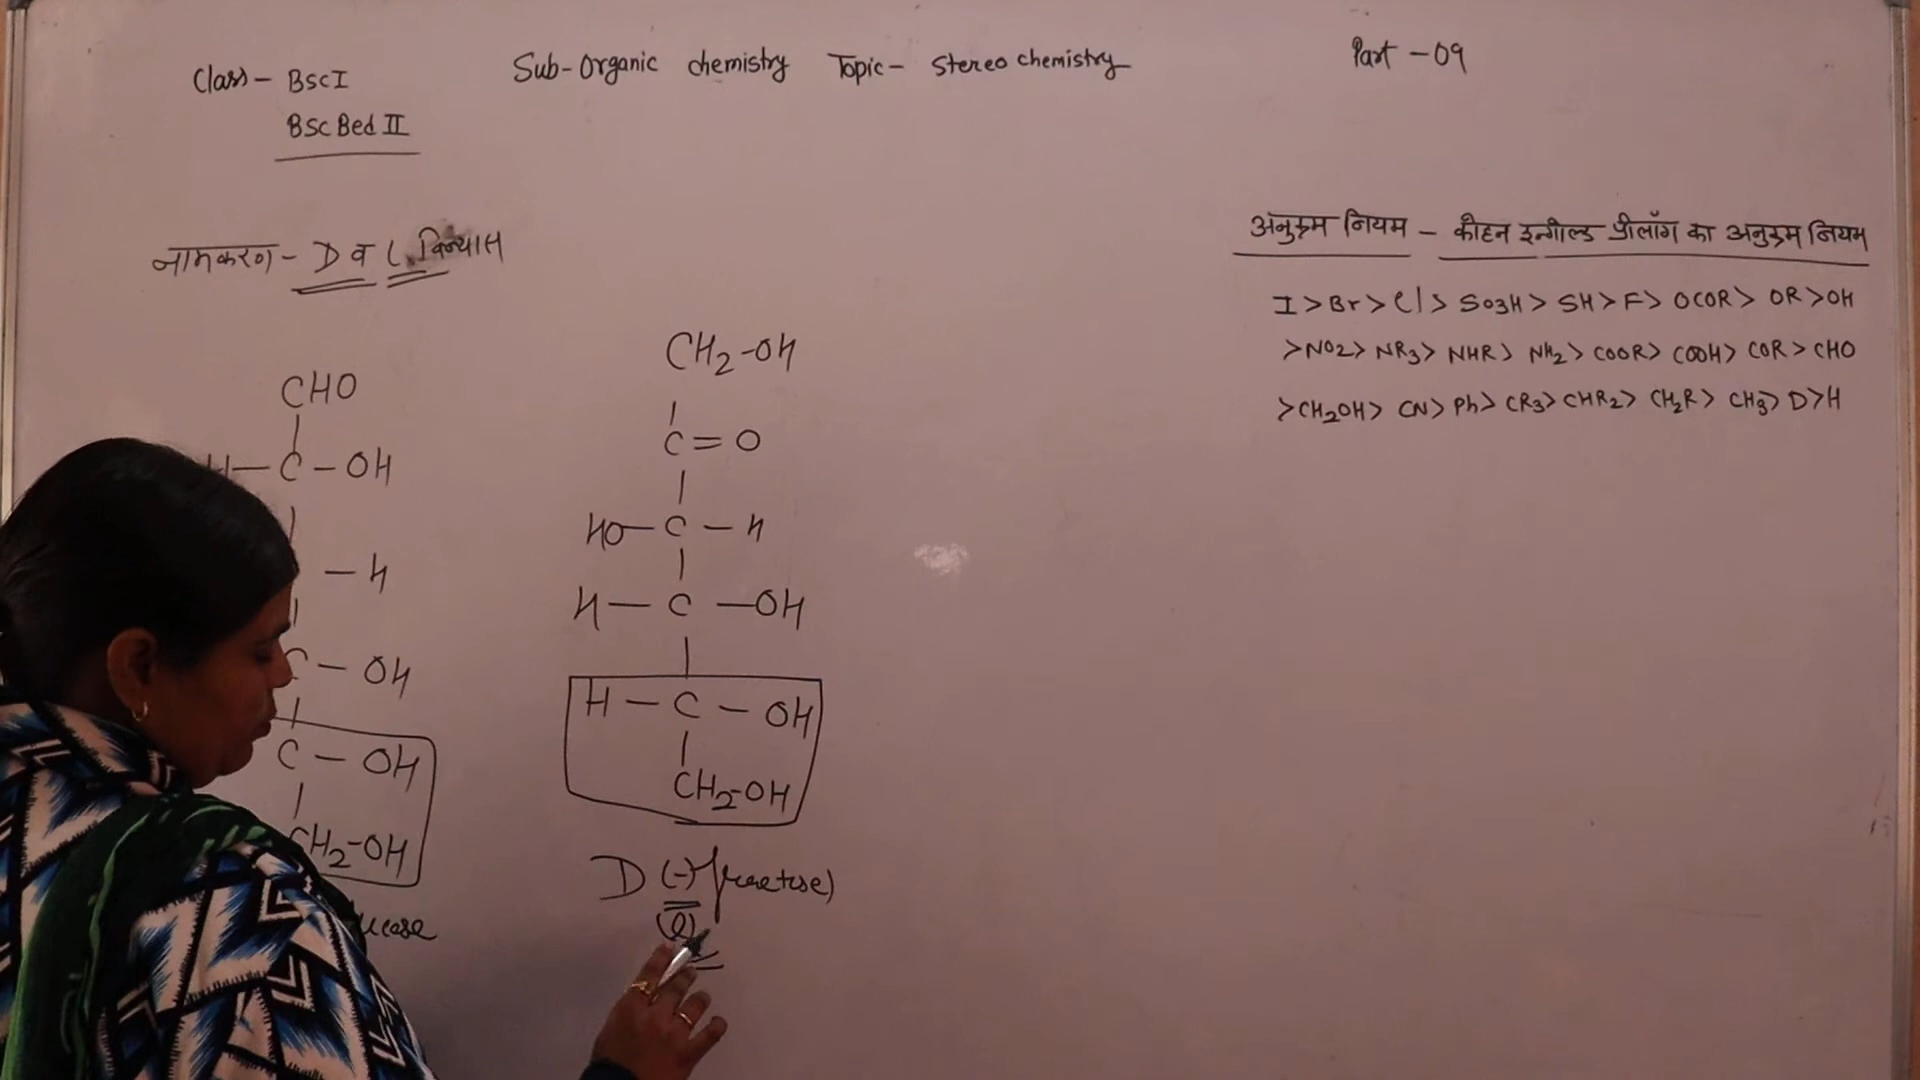 Class - BSc I
BSc Bed II
Sub-Organic chemistry Topic - Stereo chemistry
Part - 09
नामकरण - D व L विन्यास
CHO
H - C - OH
- H
C - OH
C - OH
CH2-OH
CH2-OH
C = O
HO - C - H
H - C - OH
H - C - OH
CH2-OH
D (-)
(l)
अनुक्रम नियम - कॉहन इन्गोल्ड प्रीलॉग का अनुक्रम नियम
I > Br > Cl > SO3H > SH > F > OCOR > OR > OH
> NO2 > NR3 > NHR > NH2 > COOR > COOH > COR > CHO
> CH2OH > CN > Ph > CR3 > CHR2 > CH2R > CH3 > D > H